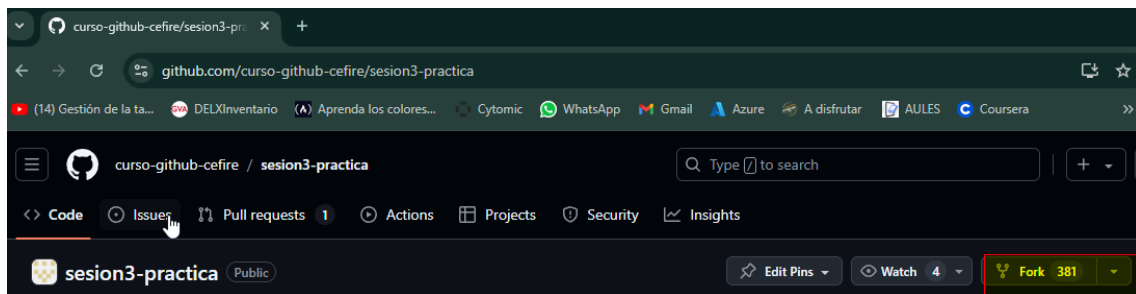 curso-github-cefire/sesion3-pra
github.com/curso-github-cefire/sesion3-practica
(14) Gestión de la ta... GVA DELXInventario Aprenda los colores... Cytomic WhatsApp Gmail Azure A disfrutar AULES Coursera »
curso-github-cefire / sesion3-practica Type / to search +
<> Code Issues Pull requests 1 Actions Projects Security Insights
sesion3-practica Public Edit Pins Watch 4 Fork 381